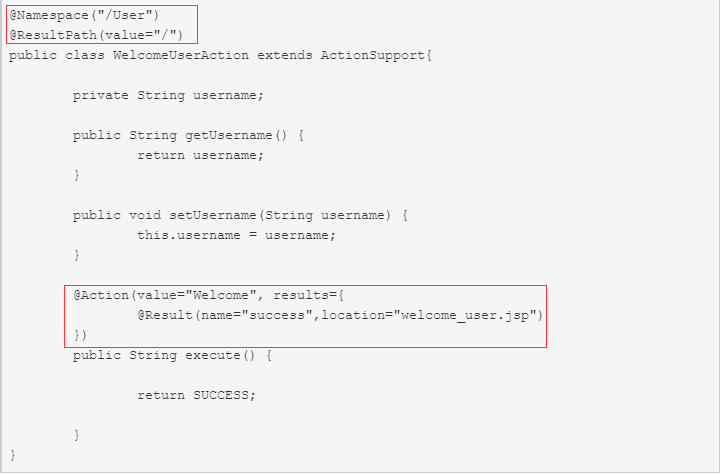 @Namespace("/User")
@ResultPath(value="/")
public class WelcomeUserAction extends ActionSupport{
private String username;
public String getUsername() {
return username;
}
public void setUsername(String username) {
this.username = username;
}
@Action(value="Welcome", results={
@Result(name="success",location="welcome_user.jsp")
})
public String execute() {
return SUCCESS;
}
}